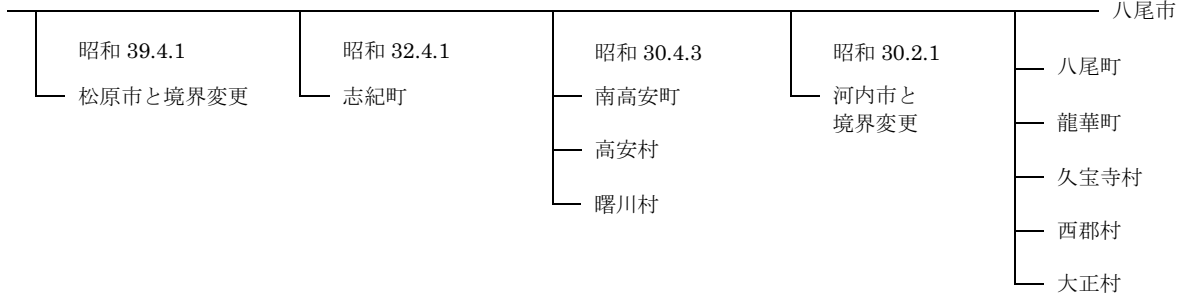 八尾市
昭和 39.4.1
松原市と境界変更
昭和 32.4.1
志紀町
昭和 30.4.3
南高安町
高安村
曙川村
昭和 30.2.1
河内市と
境界変更
八尾町
龍華町
久宝寺村
西郡村
大正村